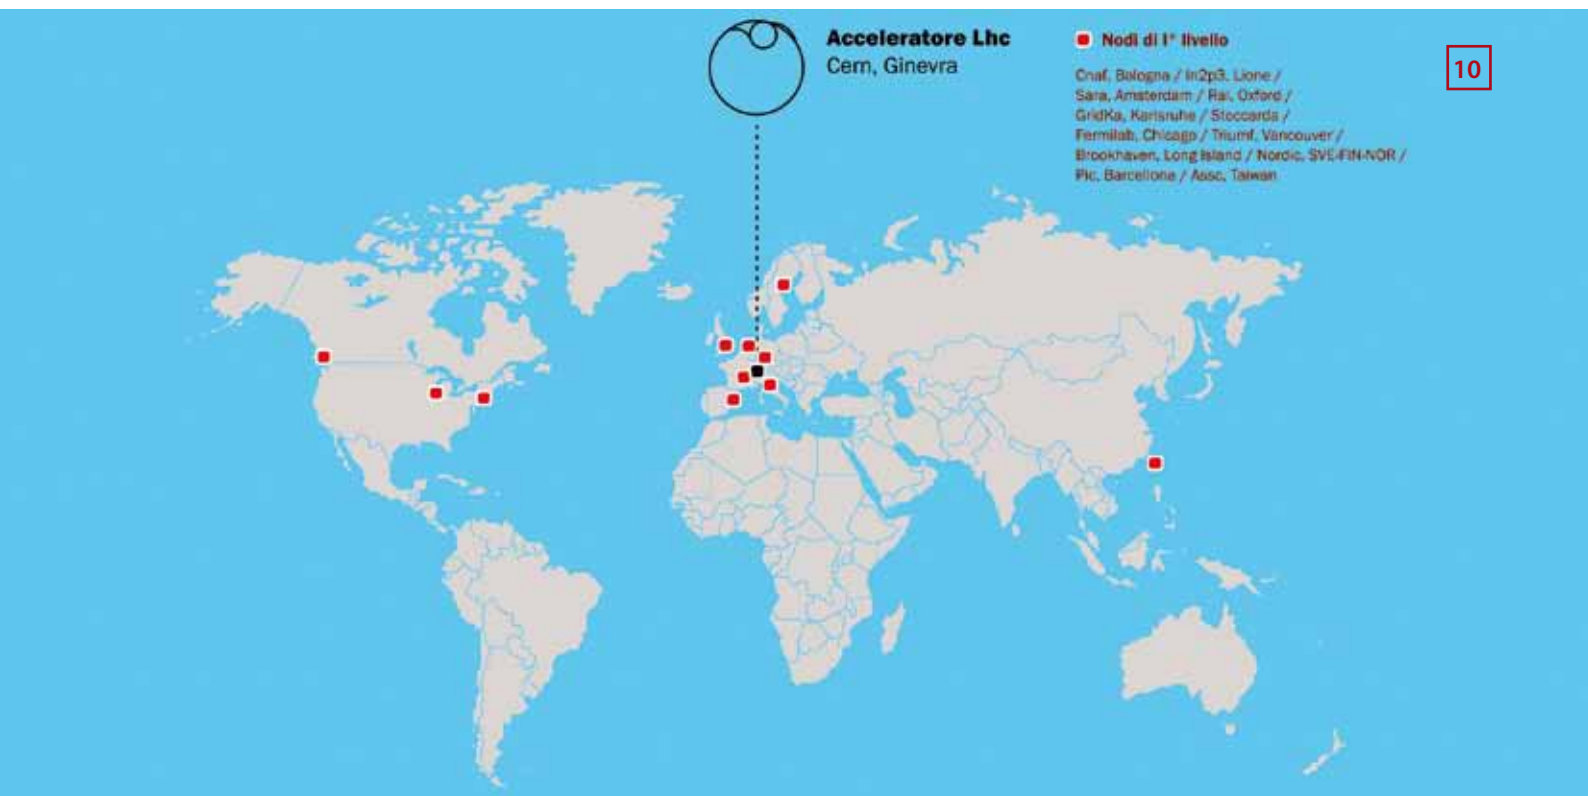 Acceleratore Lhc
Cern, Ginevra
Nodi di I° livello
Cnaf, Bologna / In2p3, Lione /
Sara, Amsterdam / Ral, Oxford /
GridKa, Karlsruhe / Stoccarda /
Fermilab, Chicago / Triumf, Vancouver /
Brookhaven, Long Island / Nordic, SVE-FIN-NOR /
Pic, Barcellona / Assc, Taiwan
10